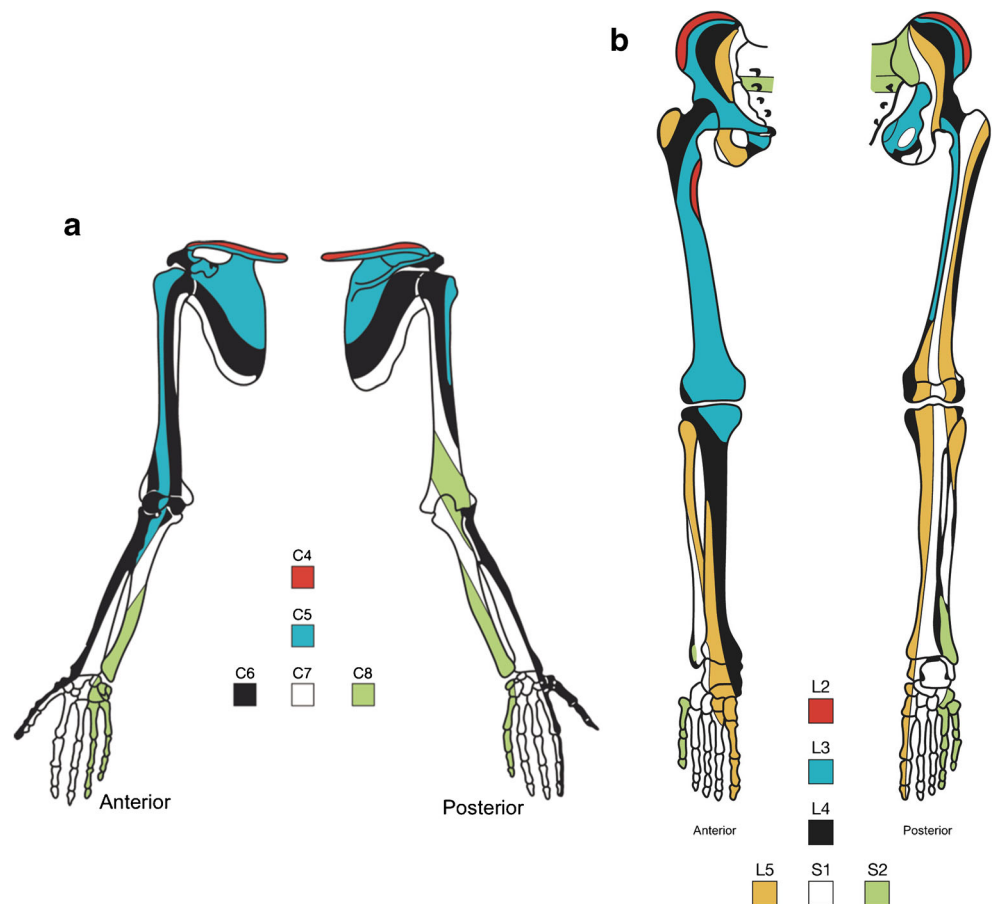 a
C4
C5
C6 C7 C8
Anterior
Posterior
b
L2
L3
L4
L5 S1 S2
Anterior
Posterior